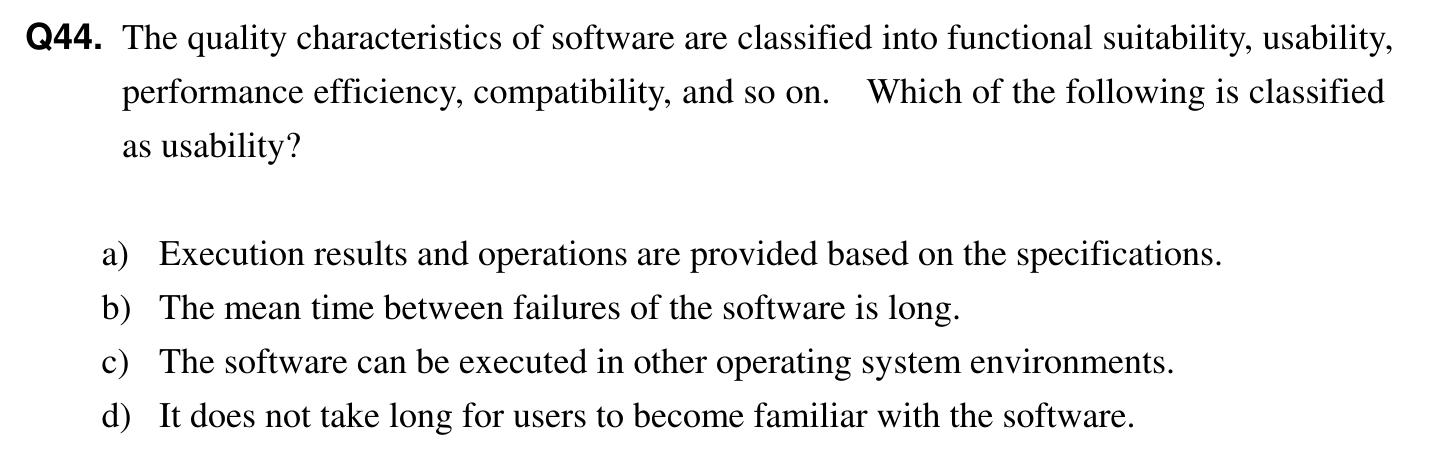 Q44. The quality characteristics of software are classified into functional suitability, usability,
performance efficiency, compatibility, and so on. Which of the following is classified
as usability?
a) Execution results and operations are provided based on the specifications.
b) The mean time between failures of the software is long.
c) The software can be executed in other operating system environments.
d) It does not take long for users to become familiar with the software.